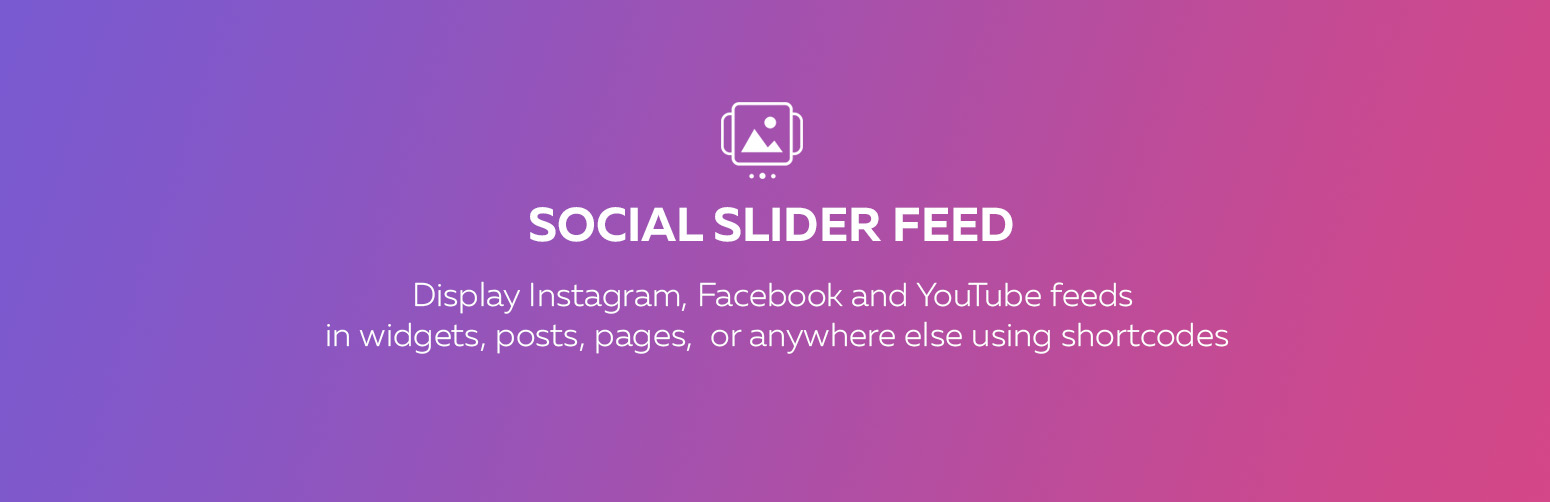 SOCIAL SLIDER FEED
Display Instagram, Facebook and YouTube feeds
in widgets, posts, pages,  or anywhere else using shortcodes